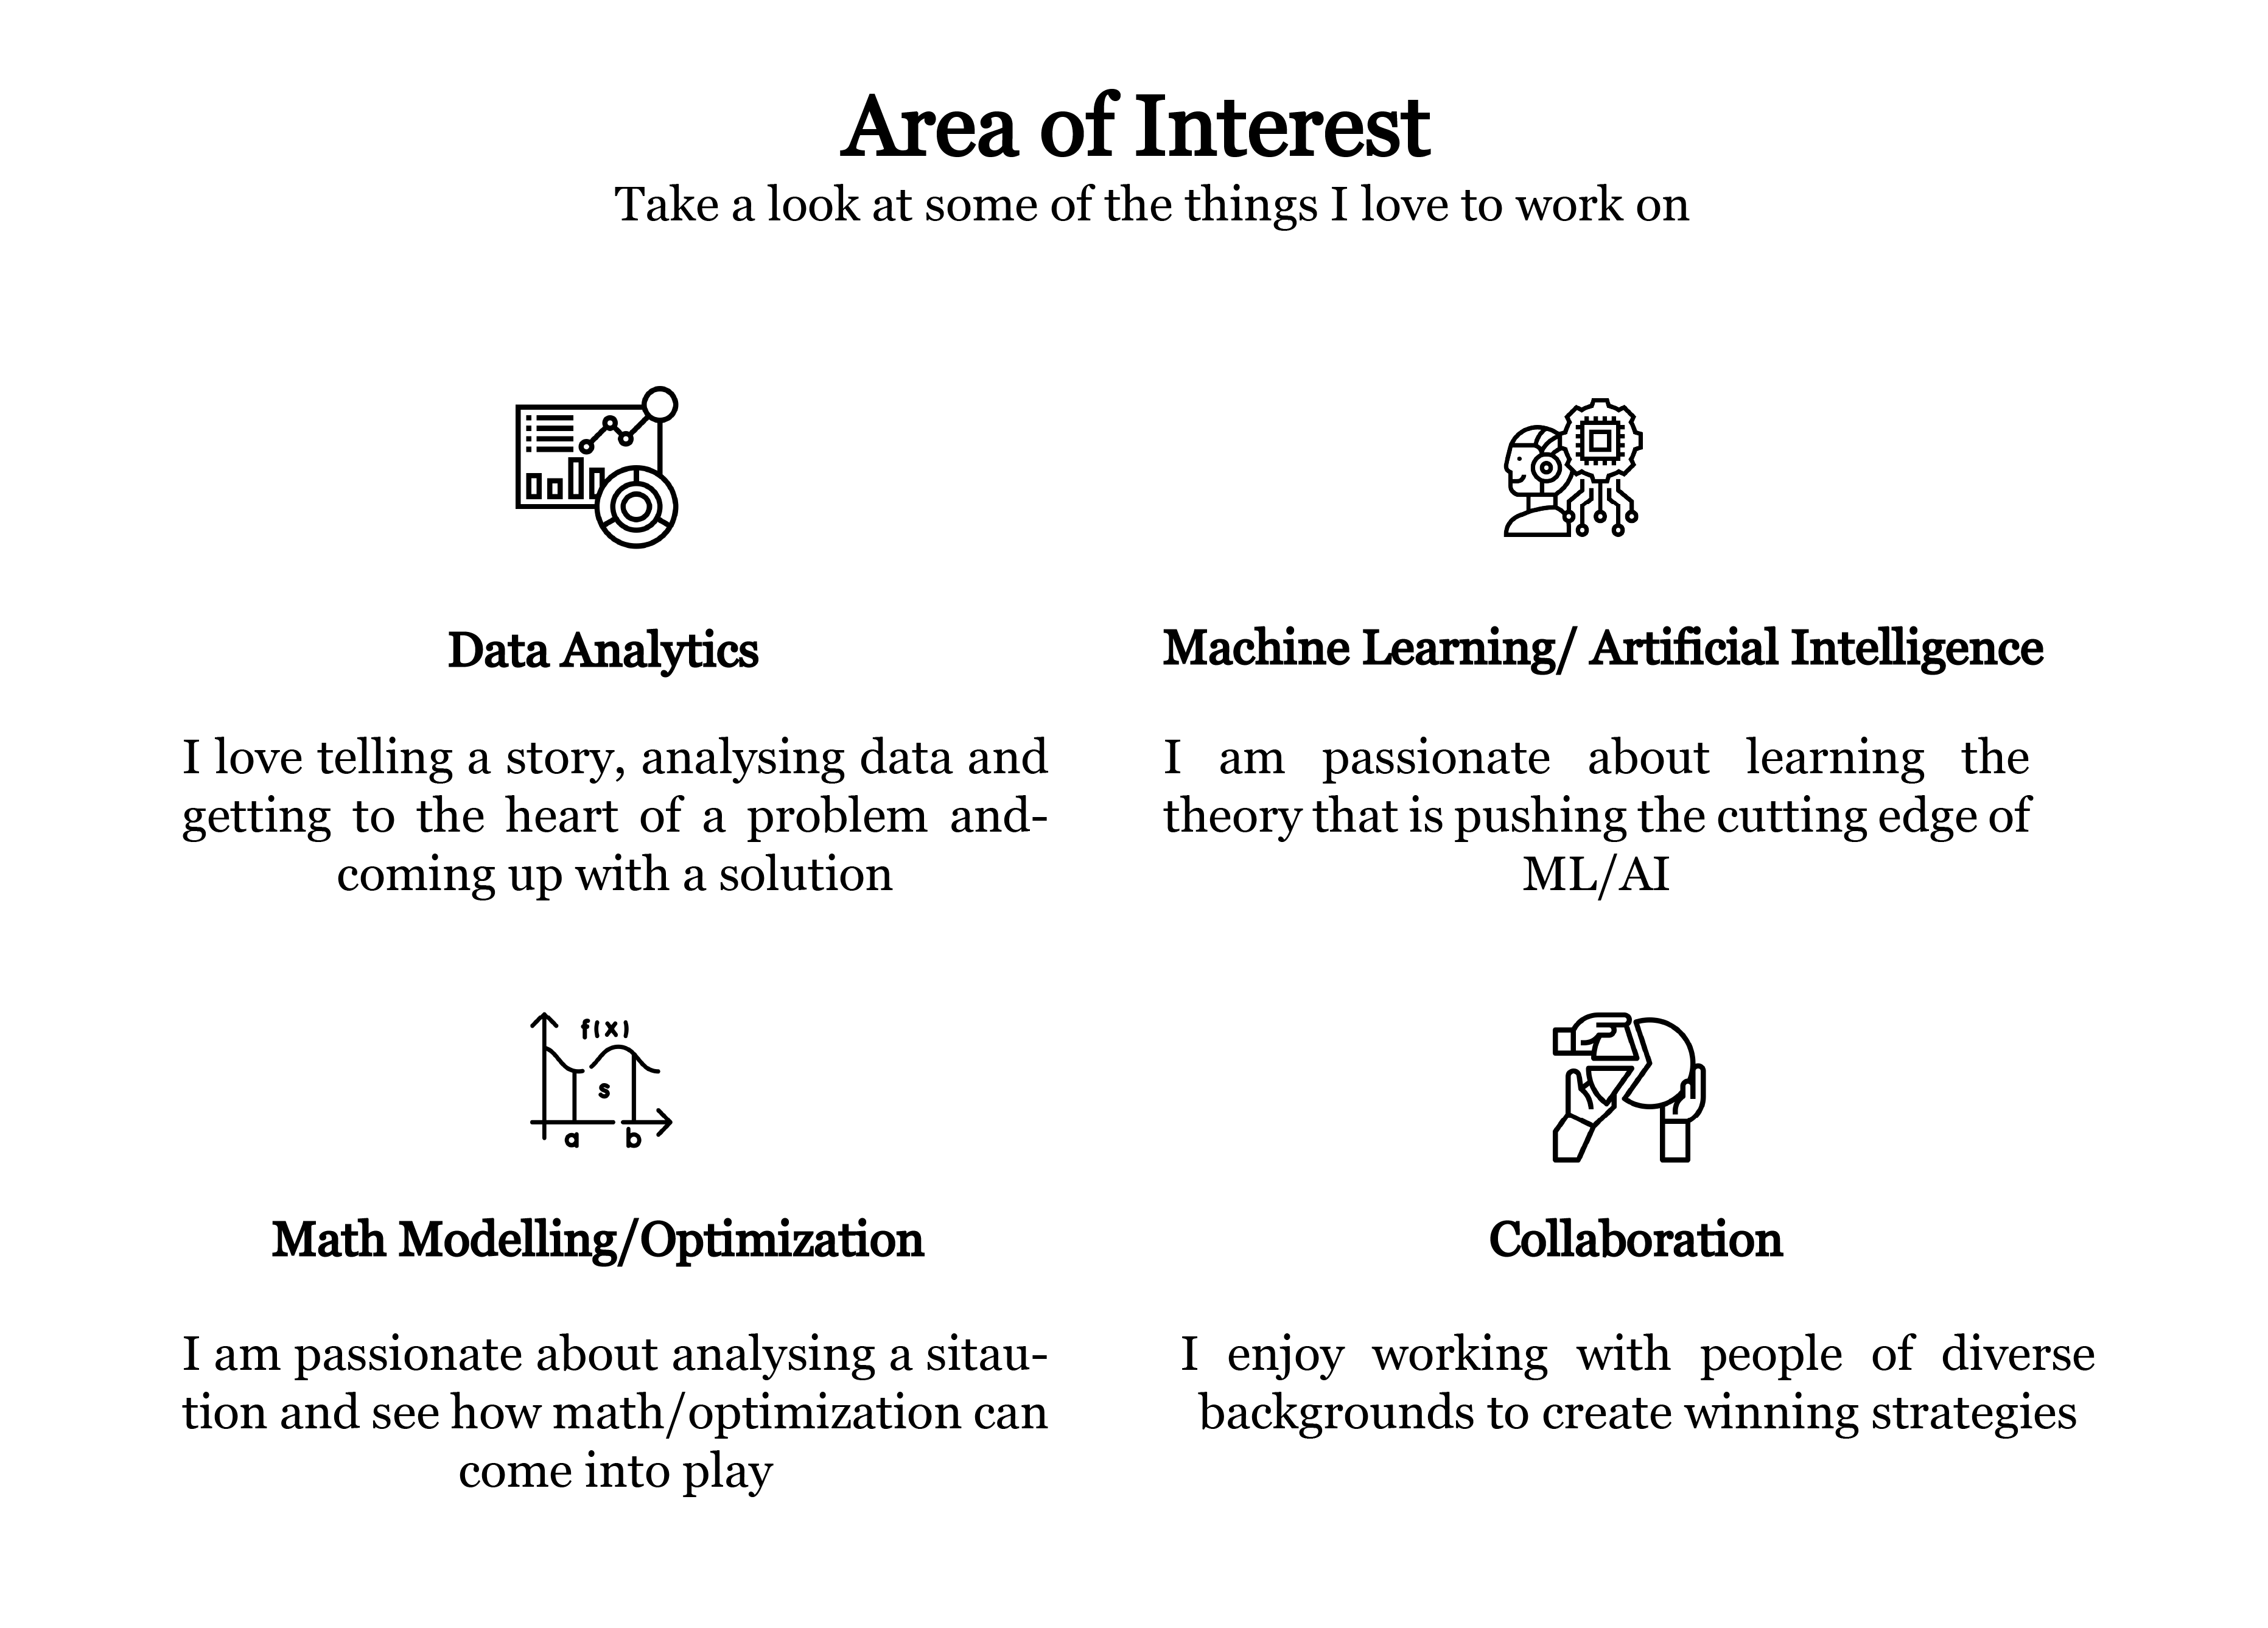 Area of Interest
Take a look at some of the things I love to work on
Data Analytics
I love telling a story, analysing data and
getting to the heart of a problem and-
coming up with a solution
Machine Learning/ Artificial Intelligence
I am passionate about learning the
theory that is pushing the cutting edge of
ML/AI
f(x)
s
a b
Math Modelling/Optimization
I am passionate about analysing a sitau-
tion and see how math/optimization can
come into play
Collaboration
I enjoy working with people of diverse
backgrounds to create winning strategies